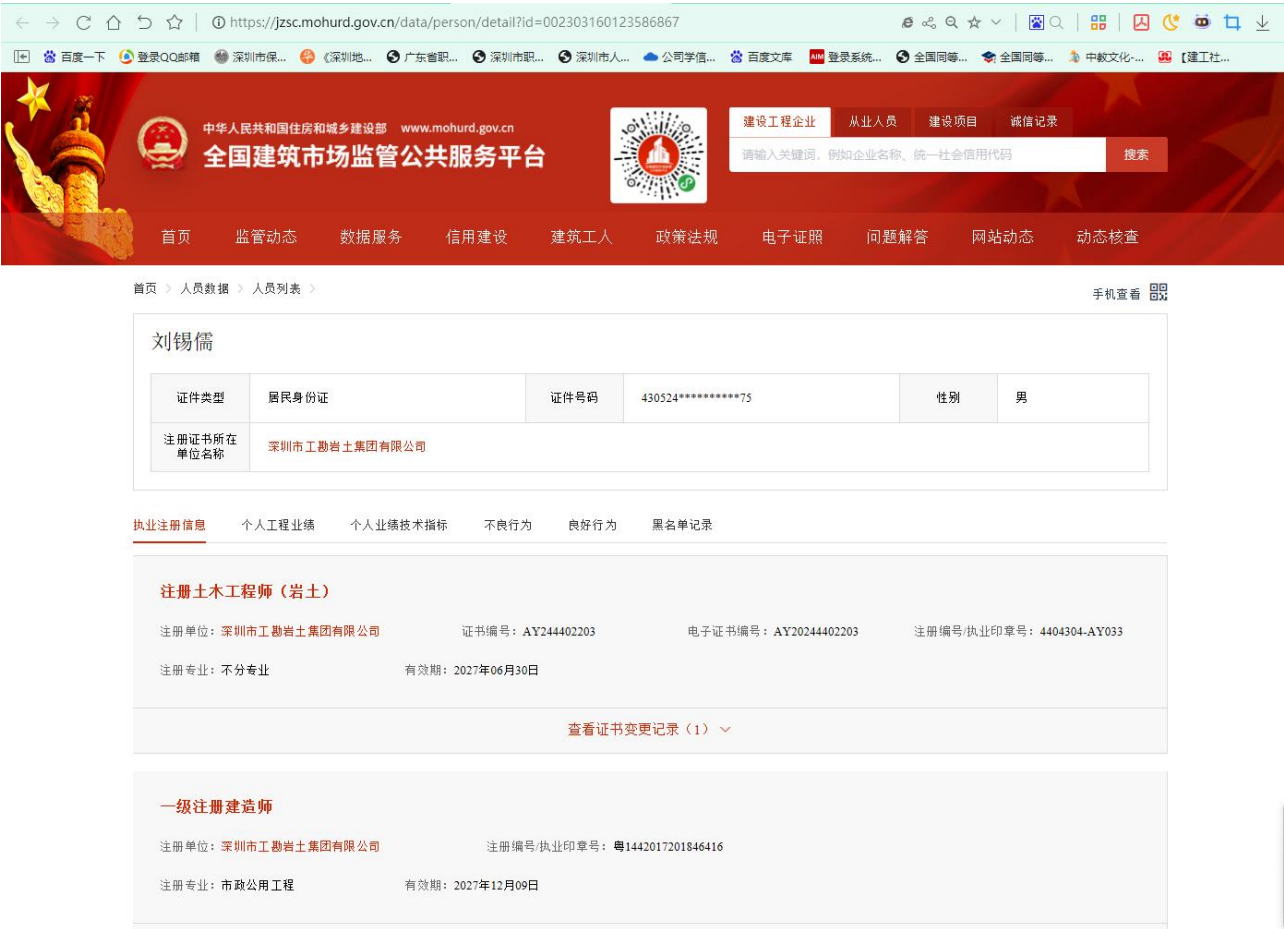 https://jzsc.mohurd.gov.cn/data/person/detail?id=002303160123586867
百度一下 登录QQ邮箱 深圳市保... 《深圳地... 广东省职... 深圳市职... 深圳市人... 公司学信... 百度文库 AIM 登录系统... 全国同等... 全国同等... 中教文化-... 【建工社...
中华人民共和国住房和城乡建设部 www.mohurd.gov.cn
全国建筑市场监管公共服务平台
建设工程企业 从业人员 建设项目 诚信记录
请输入关键词，例如企业名称、统一社会信用代码 搜索
首页 监管动态 数据服务 信用建设 建筑工人 政策法规 电子证照 问题解答 网站动态 动态核查
首页 > 人员数据 > 人员列表 >
手机查看
刘锡儒
证件类型 居民身份证 证件号码 430524**********75 性别 男
注册证书所在
单位名称
深圳市工勘岩土集团有限公司
执业注册信息 个人工程业绩 个人业绩技术指标 不良行为 良好行为 黑名单记录
注册土木工程师（岩土）
注册单位：深圳市工勘岩土集团有限公司 证书编号：AY244402203 电子证书编号：AY20244402203 注册编号/执业印章号：4404304-AY033
注册专业：不分专业 有效期：2027年06月30日
查看证书变更记录（1）
一级注册建造师
注册单位：深圳市工勘岩土集团有限公司 注册编号/执业印章号：粤1442017201846416
注册专业：市政公用工程 有效期：2027年12月09日